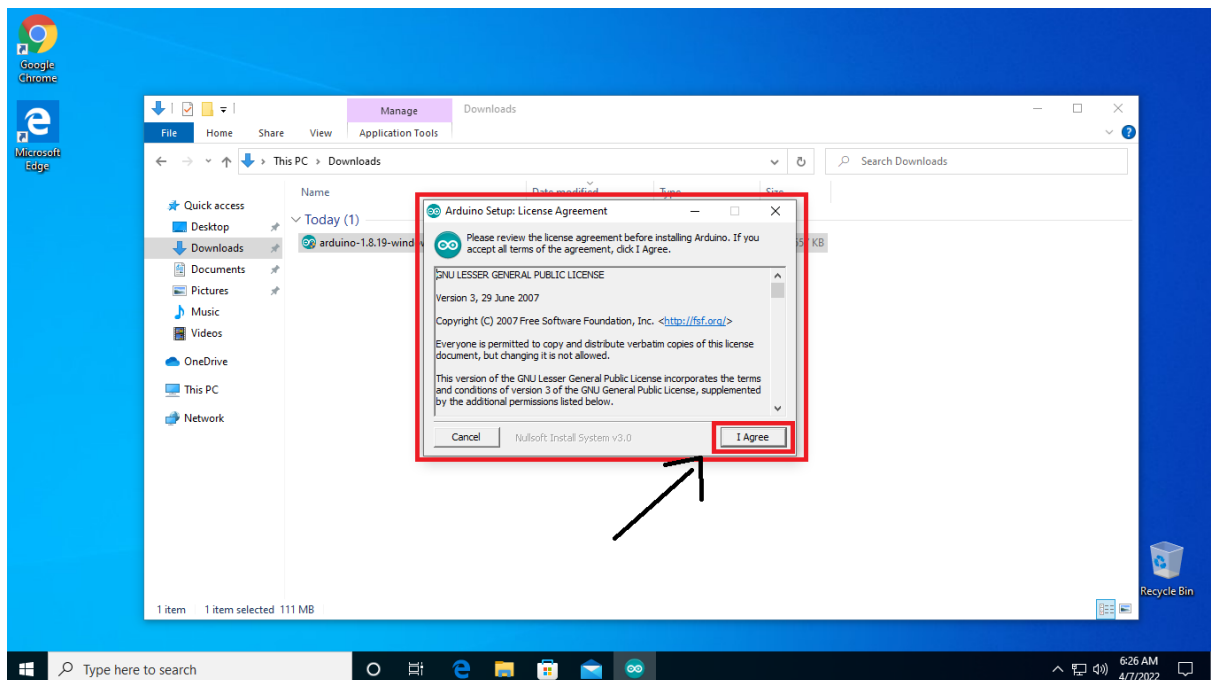 Google
Chrome
Microsoft
Edge
Manage
Downloads
File
Home
Share
View
Application Tools
This PC
Downloads
Search Downloads
Name
Date modified
Type
Size
Quick access
Desktop
Downloads
Documents
Pictures
Music
Videos
OneDrive
This PC
Network
Today (1)
arduino-1.8.19-window
KB
Arduino Setup: License Agreement
Please review the license agreement before installing Arduino. If you
accept all terms of the agreement, click I Agree.
GNU LESSER GENERAL PUBLIC LICENSE
Version 3, 29 June 2007
Copyright (C) 2007 Free Software Foundation, Inc. <http://fsf.org/>
Everyone is permitted to copy and distribute verbatim copies of this license
document, but changing it is not allowed.
This version of the GNU Lesser General Public License incorporates the terms
and conditions of version 3 of the GNU General Public License, supplemented
by the additional permissions listed below.
Cancel
Nullsoft Install System v3.0
I Agree
1 item 1 item selected 111 MB
Recycle Bin
Type here to search
6:26 AM
4/7/2022